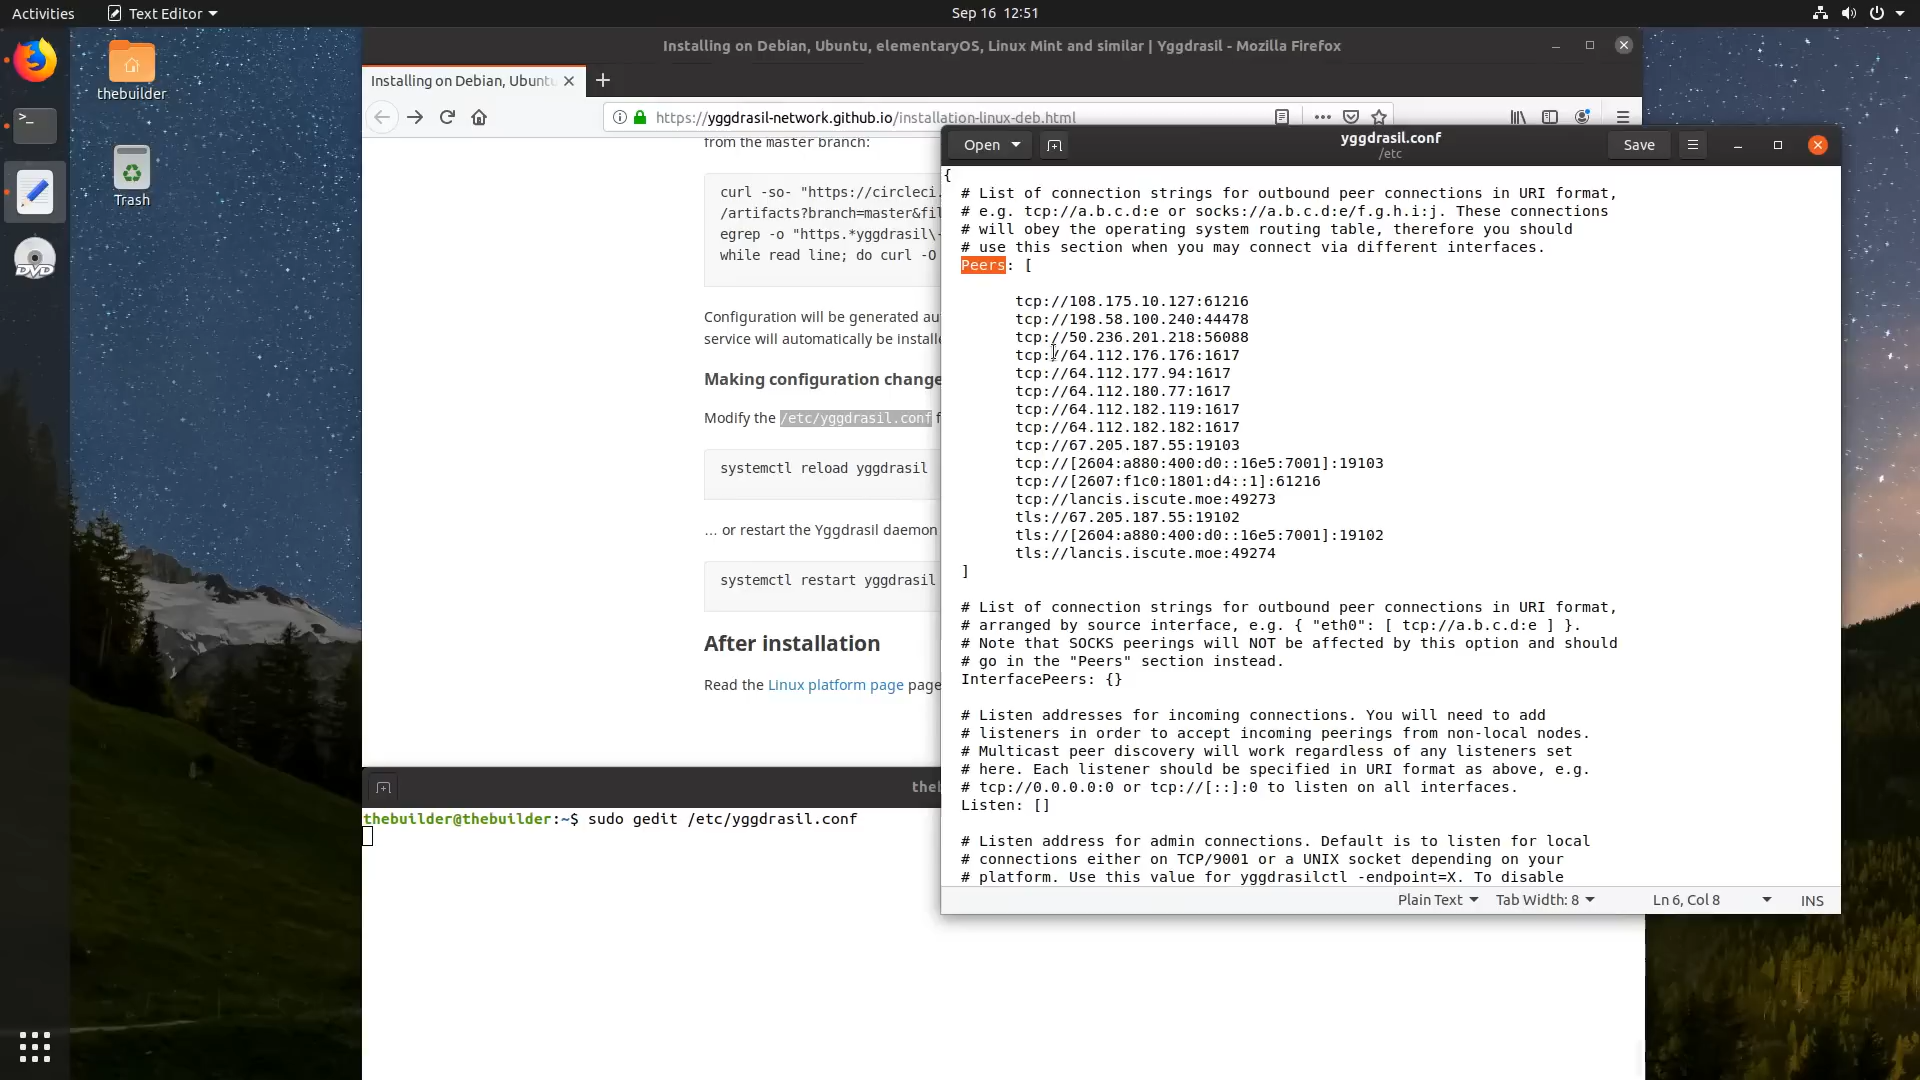 Activities
Text Editor
Sep 16 12:51
thebuilder
Trash
DVD
Installing on Debian, Ubuntu, elementaryOS, Linux Mint and similar | Yggdrasil - Mozilla Firefox
Installing on Debian, Ubuntu
https://yggdrasil-network.github.io/installation-linux-deb.html
from the master branch:
curl -so- "https://circleci.
/artifacts?branch=master&fil
egrep -o "https.*yggdrasil\-
while read line; do curl -O
Configuration will be generated au
service will automatically be installe
Making configuration change
Modify the /etc/yggdrasil.conf f
systemctl reload yggdrasil
… or restart the Yggdrasil daemon
systemctl restart yggdrasil
After installation
Read the Linux platform page page
thel
thebuilder@thebuilder:~$ sudo gedit /etc/yggdrasil.conf
Open
yggdrasil.conf
/etc
Save
{
# List of connection strings for outbound peer connections in URI format,
# e.g. tcp://a.b.c.d:e or socks://a.b.c.d:e/f.g.h.i:j. These connections
# will obey the operating system routing table, therefore you should
# use this section when you may connect via different interfaces.
Peers: [
tcp://108.175.10.127:61216
tcp://198.58.100.240:44478
tcp://50.236.201.218:56088
tcp://64.112.176.176:1617
tcp://64.112.177.94:1617
tcp://64.112.180.77:1617
tcp://64.112.182.119:1617
tcp://64.112.182.182:1617
tcp://67.205.187.55:19103
tcp://[2604:a880:400:d0::16e5:7001]:19103
tcp://[2607:f1c0:1801:d4::1]:61216
tcp://lancis.iscute.moe:49273
tls://67.205.187.55:19102
tls://[2604:a880:400:d0::16e5:7001]:19102
tls://lancis.iscute.moe:49274
]
# List of connection strings for outbound peer connections in URI format,
# arranged by source interface, e.g. { "eth0": [ tcp://a.b.c.d:e ] }.
# Note that SOCKS peerings will NOT be affected by this option and should
# go in the "Peers" section instead.
InterfacePeers: {}
# Listen addresses for incoming connections. You will need to add
# listeners in order to accept incoming peerings from non-local nodes.
# Multicast peer discovery will work regardless of any listeners set
# here. Each listener should be specified in URI format as above, e.g.
# tcp://0.0.0.0:0 or tcp://[::]:0 to listen on all interfaces.
Listen: []
# Listen address for admin connections. Default is to listen for local
# connections either on TCP/9001 or a UNIX socket depending on your
# platform. Use this value for yggdrasilctl -endpoint=X. To disable
Plain Text
Tab Width: 8
Ln 6, Col 8
INS